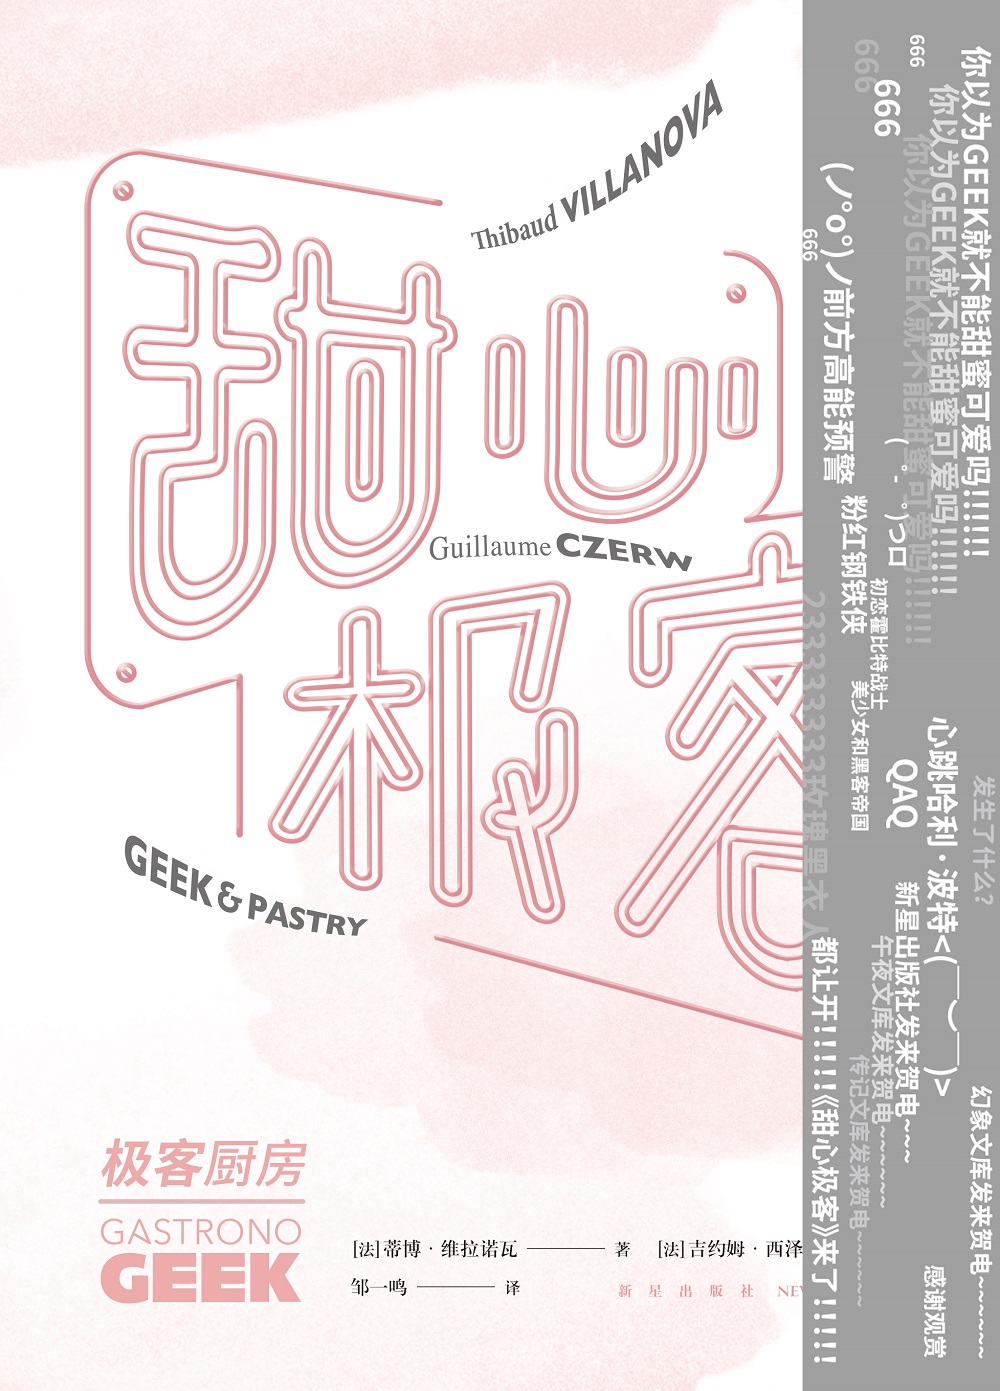 Thibaud VILLANOVA
甜心
Guillaume CZERW
极客
GEEK & PASTRY
极客厨房
GASTRONO
GEEK
[法]蒂博·维拉诺瓦 ——— 著 [法]吉约姆·西泽
邹一鸣 ——— 译
新星出版社 NEW
你以为GEEK就不能甜蜜可爱吗!!!!!!
你以为GEEK就不能甜蜜可爱吗!!!!!!
你以为GEEK就不能甜蜜可爱吗!!!!!!
666
666
666
666
(ノ°ο°)ノ前方高能预警
( ゜- ゜)つロ
粉红钢铁侠
初恋霍比特战士
美少女和黑客帝国
2333333333玫瑰黑衣人
心跳哈利·波特<(￣︶￣)>
QAQ
发生了什么?
新星出版社发来贺电~~~
午夜文库发来贺电~~~~~
传记文库发来贺电~~~~~
幻象文库发来贺电~~~~~
都让开!!!!!《甜心极客》来了!!!!!
感谢观赏